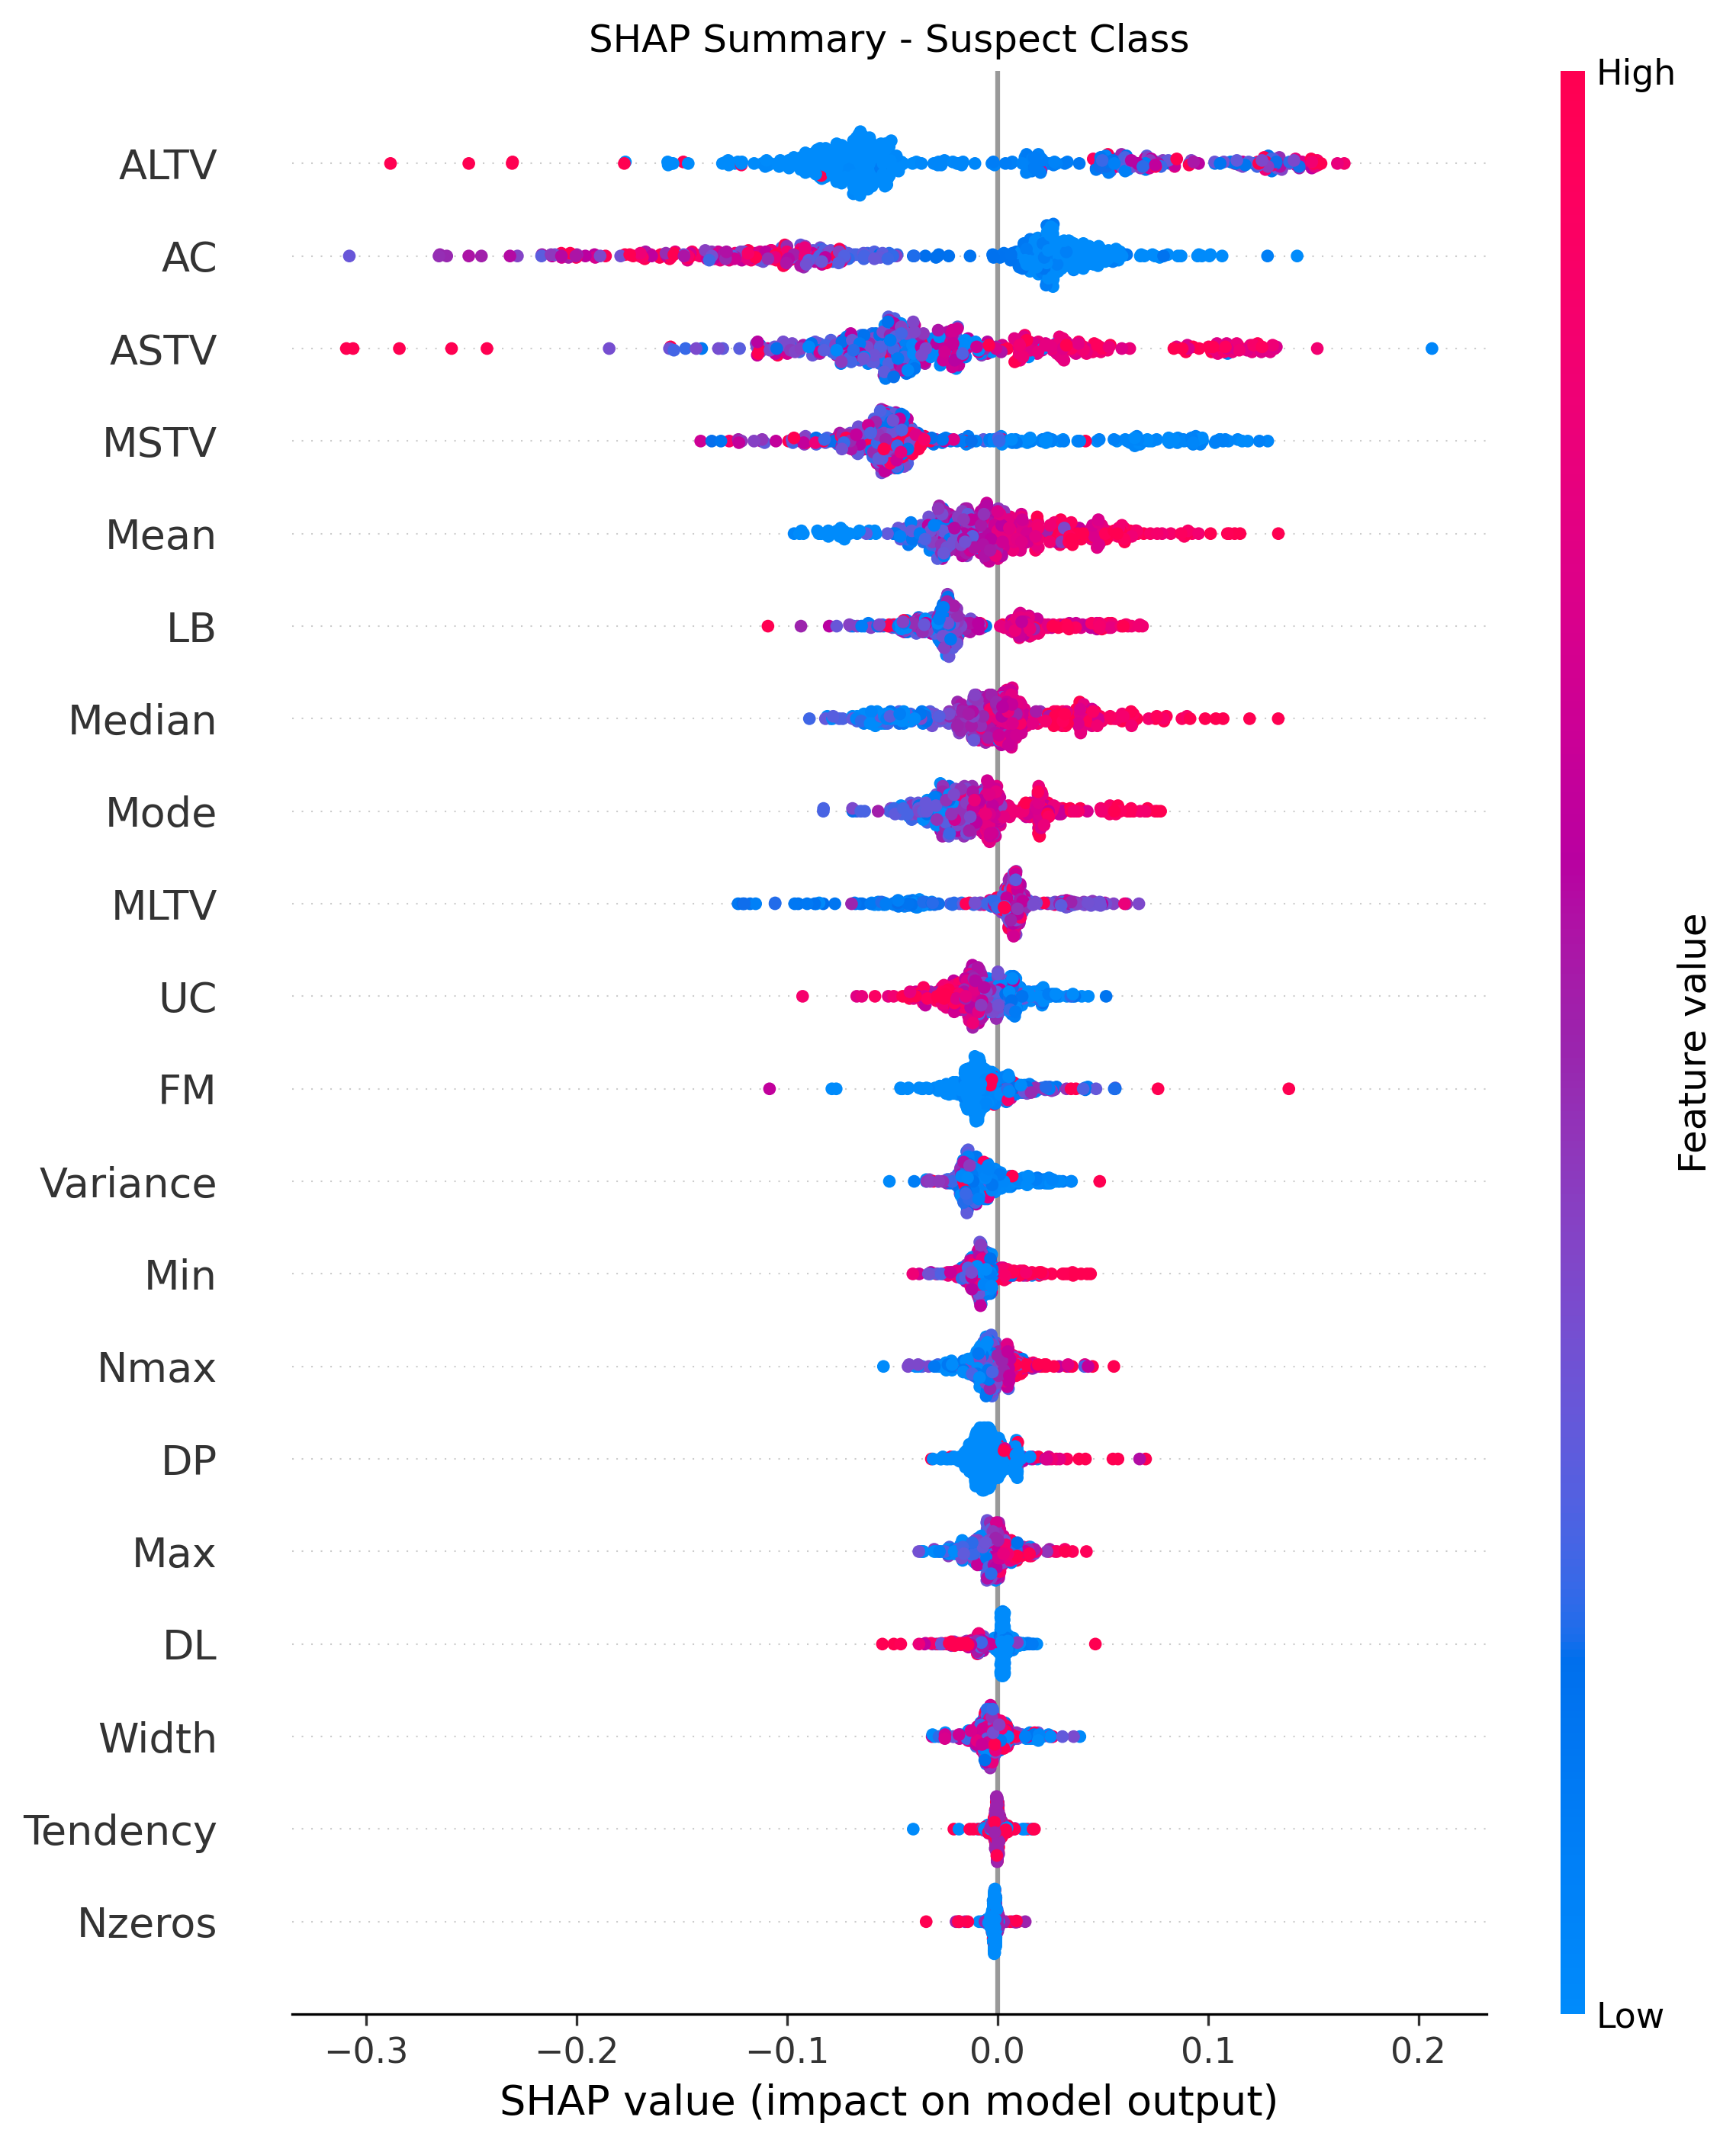 SHAP Summary - Suspect Class
High
ALTV
AC
ASTV
MSTV
Mean
LB
Median
Mode
MLTV
UC
FM
Variance
Min
Nmax
DP
Max
DL
Width
Tendency
Nzeros
Feature value
Low
−0.3 −0.2 −0.1 0.0 0.1 0.2
SHAP value (impact on model output)